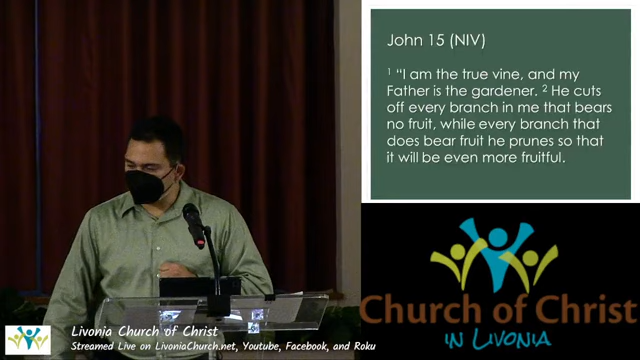 John 15 (NIV)
1 “I am the true vine, and my
Father is the gardener. 2 He cuts
off every branch in me that bears
no fruit, while every branch that
does bear fruit he prunes so that
it will be even more fruitful.
Church of Christ
IN LIVONIA
Livonia Church of Christ
Streamed Live on LivoniaChurch.net, Youtube, Facebook, and Roku